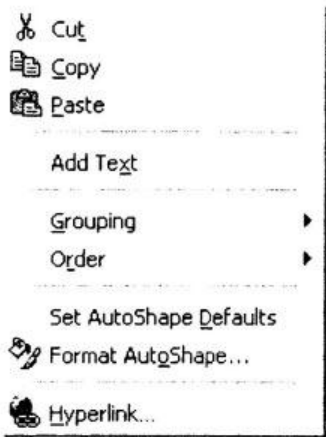 Cut
Copy
Paste
Add Text
Grouping
Order
Set AutoShape Defaults
Format AutoShape...
Hyperlink...